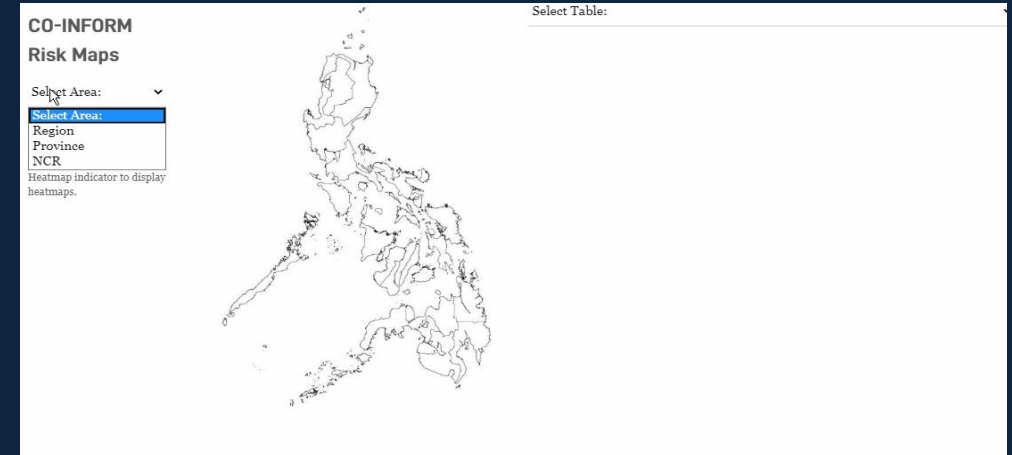 CO-INFORM
Risk Maps
Select Area:
Select Area:
Region
Province
NCR
Heatmap indicator to display
heatmaps.
Select Table: